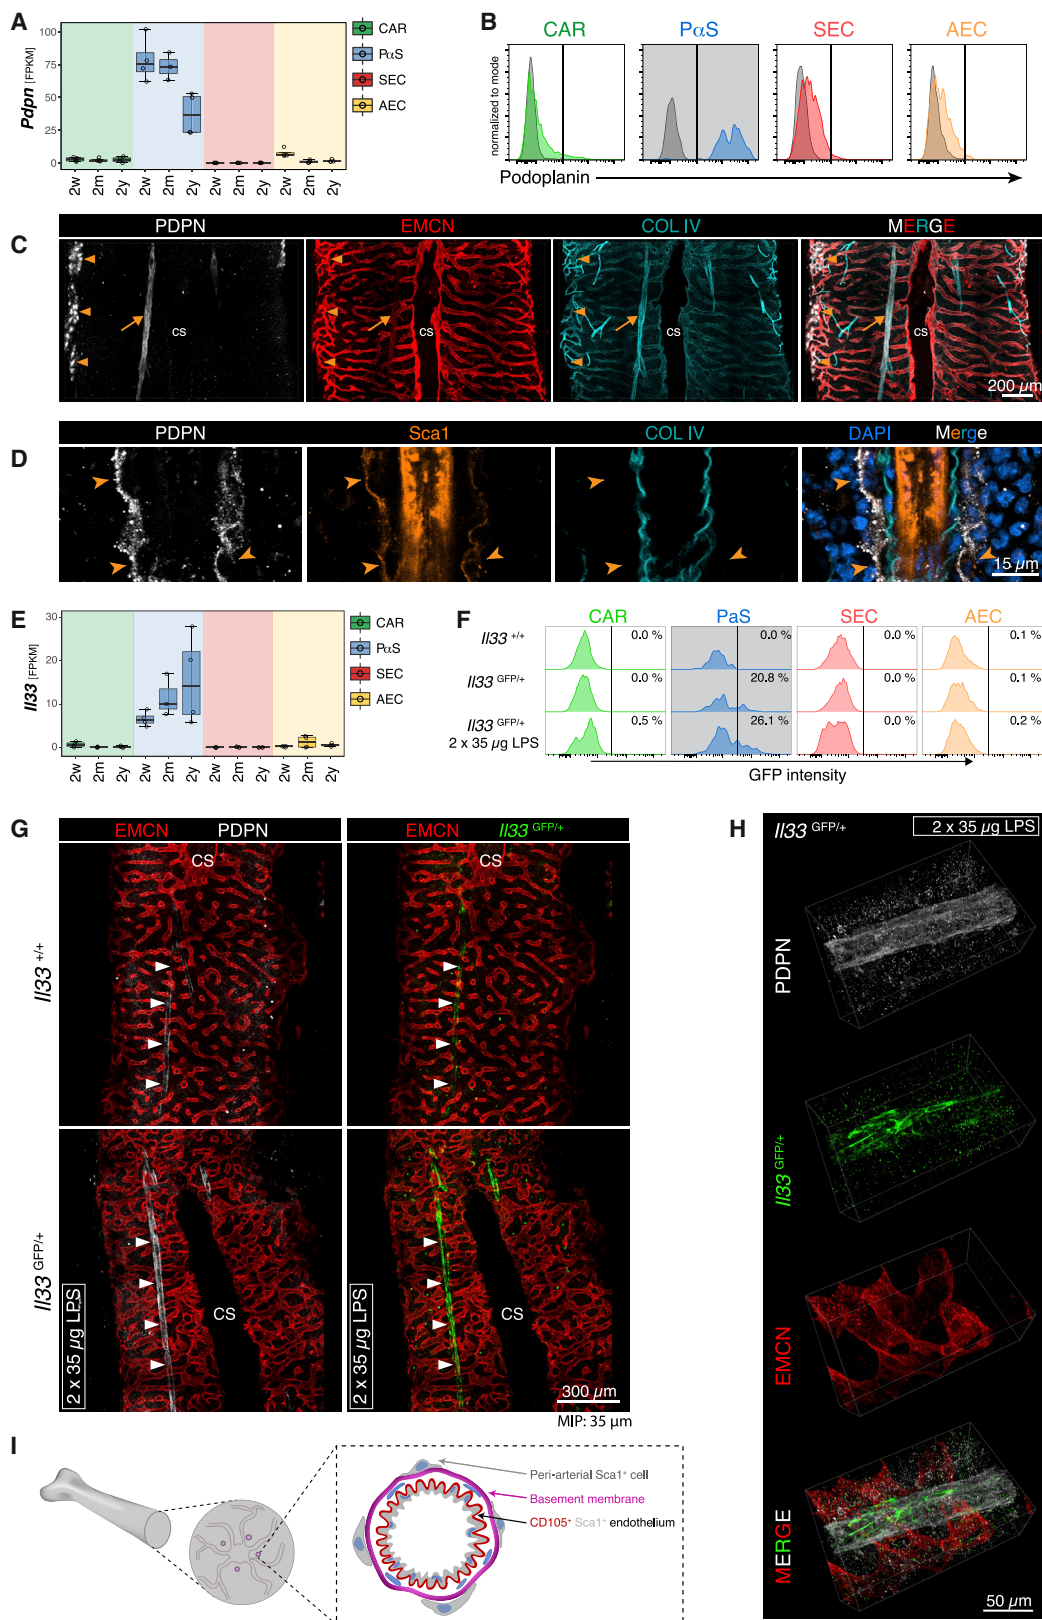 A
Pdpn [FPKM]
100
75
50
25
0
2w 2m 2y 2w 2m 2y 2w 2m 2y 2w 2m 2y
CAR
PαS
SEC
AEC
B
CAR PαS SEC AEC
normalized to mode
Podoplanin
C
PDPN EMCN COL IV MERGE
cs cs cs
200 µm
D
PDPN Sca1 COL IV DAPI Merge
15 µm
E
Il33 [FPKM]
30
20
10
0
2w 2m 2y 2w 2m 2y 2w 2m 2y 2w 2m 2y
CAR
PαS
SEC
AEC
F
CAR PaS SEC AEC
Il33 +/+ 0.0 % 0.0 % 0.1 %
Il33 GFP/+ 20.8 % 0.0 % 0.1 %
Il33 GFP/+
2 x 35 µg LPS
0.5 % 26.1 % 0.0 % 0.2 %
0.0 %
GFP intensity
G
EMCN PDPN EMCN Il33 GFP/+
Il33 +/+
CS
Il33 GFP/+
2 x 35 µg LPS
2 x 35 µg LPS
CS
300 µm
MIP: 35 µm
H
Il33 GFP/+ 2 x 35 µg LPS
PDPN
Il33 GFP/+
EMCN
MERGE
50 µm
I
Peri-arterial Sca1+ cell
Basement membrane
CD105+ Sca1+ endothelium